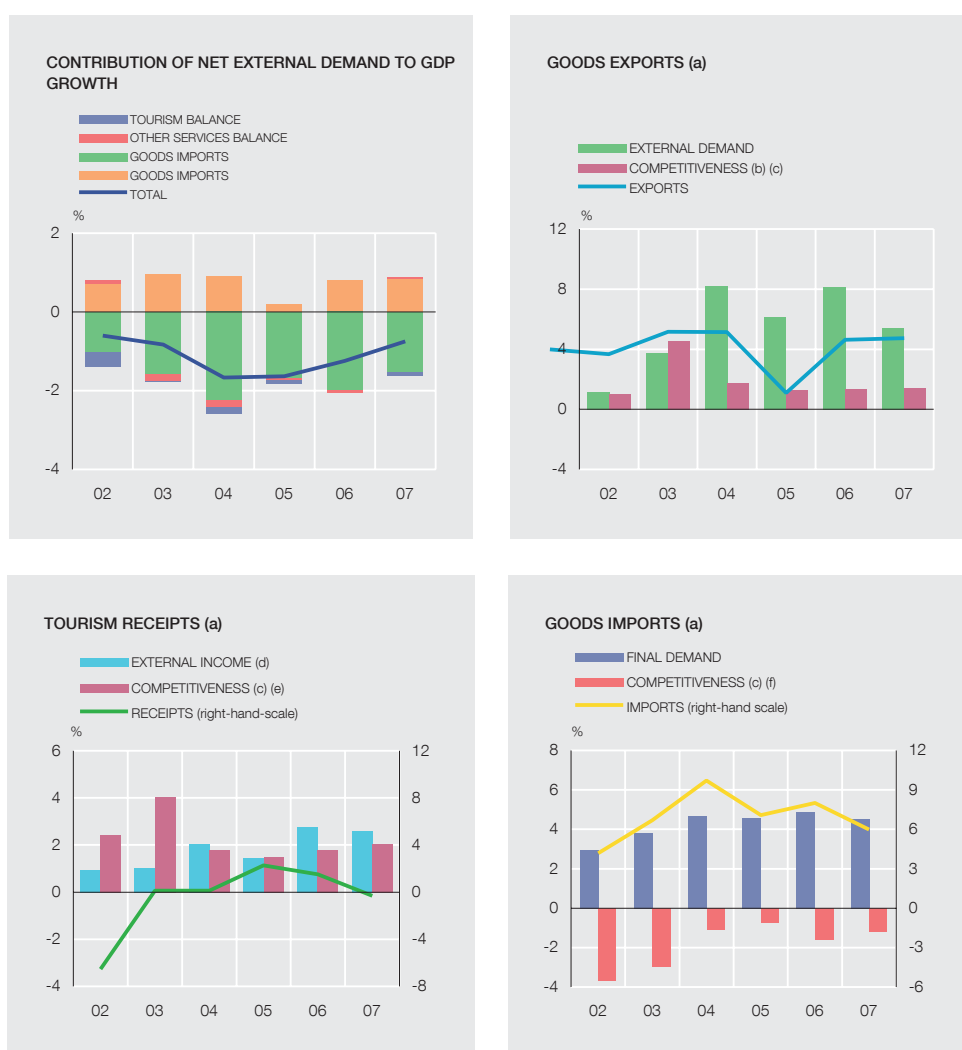 CONTRIBUTION OF NET EXTERNAL DEMAND TO GDP
GROWTH
TOURISM BALANCE
OTHER SERVICES BALANCE
GOODS IMPORTS
GOODS IMPORTS
TOTAL
%
2
0
-2
-4
02 03 04 05 06 07
GOODS EXPORTS (a)
EXTERNAL DEMAND
COMPETITIVENESS (b) (c)
EXPORTS
%
12
8
4
0
-4
02 03 04 05 06 07
TOURISM RECEIPTS (a)
EXTERNAL INCOME (d)
COMPETITIVENESS (c) (e)
RECEIPTS (right-hand-scale)
%
6 12
4 8
2 4
0 0
-2 -4
-4 -8
02 03 04 05 06 07
GOODS IMPORTS (a)
FINAL DEMAND
COMPETITIVENESS (c) (f)
IMPORTS (right-hand scale)
%
8 12
6 9
4 6
2 3
0 0
-2 -3
-4 -6
02 03 04 05 06 07